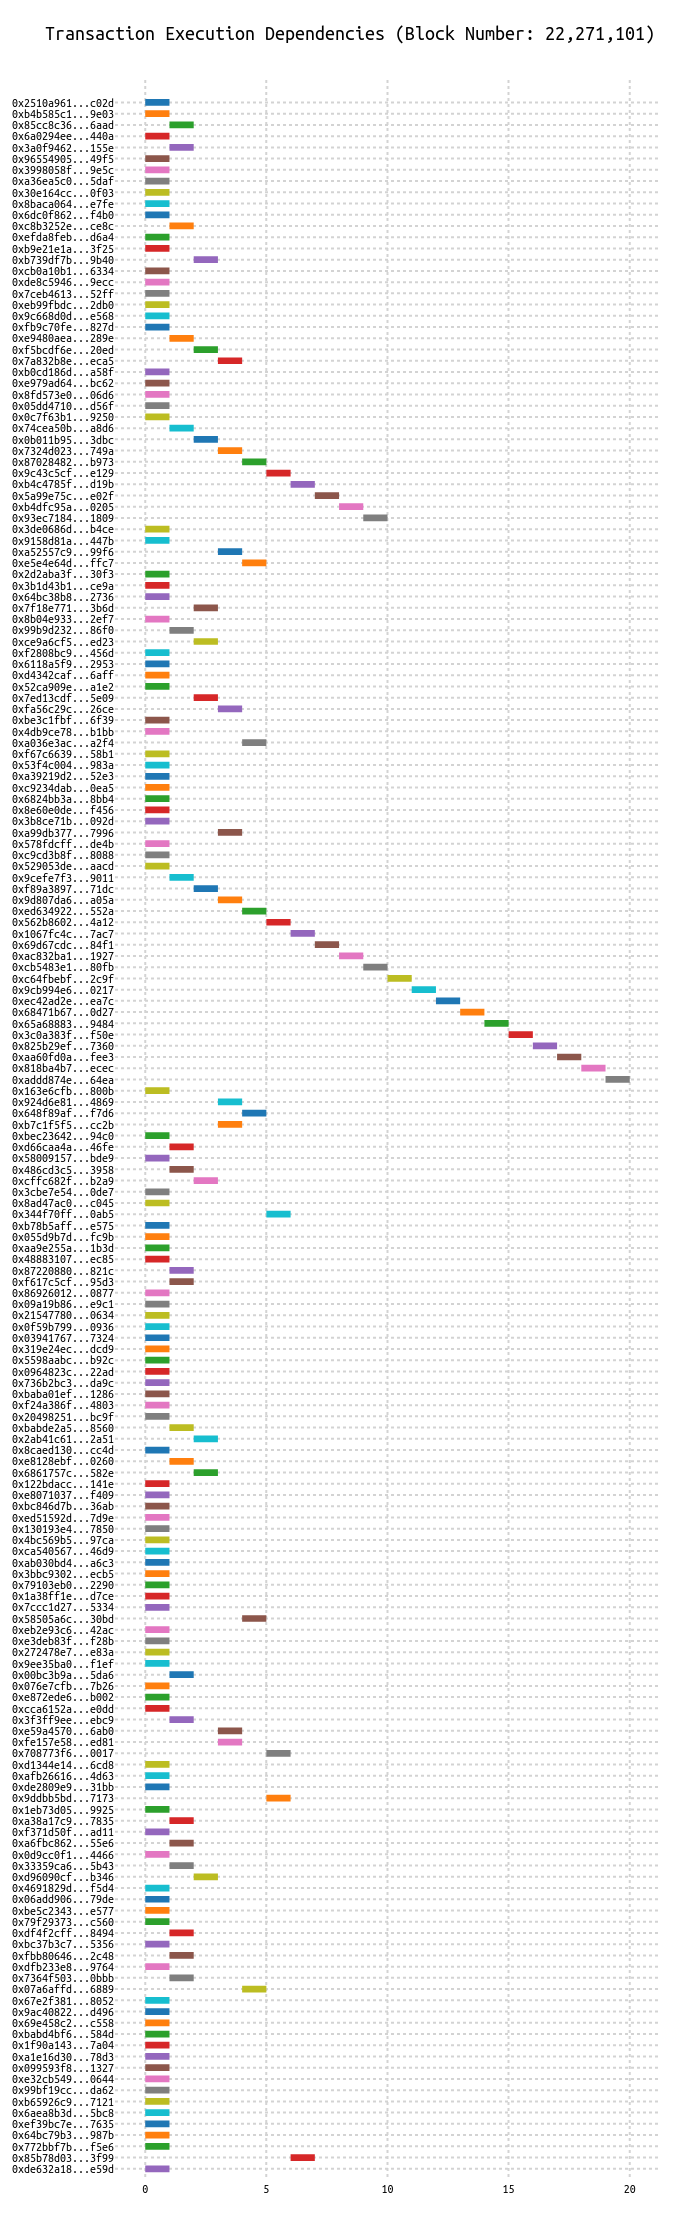 Transaction Execution Dependencies (Block Number: 22,271,101)
0x2510a961...c02d
0xb4b585c1...9e03
0x85cc8c36...6aad
0x6a0294ee...440a
0x3a0f9462...155e
0x96554905...49f5
0x3998058f...9e5c
0xa36ea5c0...5daf
0x30e164cc...0f03
0x8baca064...e7fe
0x6dc0f862...f4b0
0xc8b3252e...ce8c
0xefda8feb...d6a4
0xb9e21e1a...3f25
0xb739df7b...9b40
0xcb0a10b1...6334
0xde8c5946...9ecc
0x7ceb4613...52ff
0xeb99fbdc...2db0
0x9c668d0d...e568
0xfb9c70fe...827d
0xe9480aea...289e
0xf5bcdf6e...20ed
0x7a832b8e...eca5
0xb0cd186d...a58f
0xe979ad64...bc62
0x8fd573e0...06d6
0x05dd4710...d56f
0x0c7f63b1...9250
0x74cea50b...a8d6
0x0b011b95...3dbc
0x7324d023...749a
0x87028482...b973
0x9c43c5cf...e129
0xb4c4785f...d19b
0x5a99e75c...e02f
0xb4dfc95a...0205
0x93ec7184...1809
0x3de0686d...b4ce
0x9158d81a...447b
0xa52557c9...99f6
0xe5e4e64d...ffc7
0x2d2aba3f...30f3
0x3b1d43b1...ce9a
0x64bc38b8...2736
0x7f18e771...3b6d
0x8b04e933...2ef7
0x99b9d232...86f0
0xce9a6cf5...ed23
0xf2808bc9...456d
0x6118a5f9...2953
0xd4342caf...6aff
0x52ca909e...a1e2
0x7ed13cdf...5e09
0xfa56c29c...26ce
0xbe3c1fbf...6f39
0x4db9ce78...b1bb
0xa036e3ac...a2f4
0xf67c6639...58b1
0x53f4c004...983a
0xa39219d2...52e3
0xc9234dab...0ea5
0x6824bb3a...8bb4
0x8e60e0de...f456
0x3b8ce71b...092d
0xa99db377...7996
0x578fdcff...de4b
0xc9cd3b8f...8088
0x529053de...aacd
0x9cefe7f3...9011
0xf89a3897...71dc
0x9d807da6...a05a
0xed634922...552a
0x562b8602...4a12
0x1067fc4c...7ac7
0x69d67cdc...84f1
0xac832ba1...1927
0xcb5483e1...80fb
0xc64fbebf...2c9f
0x9cb994e6...0217
0xec42ad2e...ea7c
0x68471b67...0d27
0x65a68883...9484
0x3c0a383f...f50e
0x825b29ef...7360
0xaa60fd0a...fee3
0x818ba4b7...ecec
0xaddd874e...64ea
0x163e6cfb...800b
0x924d6e81...4869
0x648f89af...f7d6
0xb7c1f5f5...cc2b
0xbec23642...94c0
0xd66caa4a...46fe
0x58009157...bde9
0x486cd3c5...3958
0xcffc682f...b2a9
0x3cbe7e54...0de7
0x8ad47ac0...c045
0x344f70ff...0ab5
0xb78b5aff...e575
0x055d9b7d...fc9b
0xaa9e255a...1b3d
0x48883107...ec85
0x87220880...821c
0xf617c5cf...95d3
0x86926012...0877
0x09a19b86...e9c1
0x21547780...0634
0x0f59b799...0936
0x03941767...7324
0x319e24ec...dcd9
0x5598aabc...b92c
0x0964823c...22ad
0x736b2bc3...da9c
0xbaba01ef...1286
0xf24a386f...4803
0x20498251...bc9f
0xbabde2a5...8560
0x2ab41c61...2a51
0x8caed130...cc4d
0xe8128ebf...0260
0x6861757c...582e
0x122bdacc...141e
0xe8071037...f409
0xbc846d7b...36ab
0xed51592d...7d9e
0x130193e4...7850
0x4bc569b5...97ca
0xca540567...46d9
0xab030bd4...a6c3
0x3bbc9302...ecb5
0x79103eb0...2290
0x1a38ff1e...d7ce
0x7ccc1d27...5334
0x58505a6c...30bd
0xeb2e93c6...42ac
0xe3deb83f...f28b
0x272478e7...e83a
0x9ee35ba0...f1ef
0x00bc3b9a...5da6
0x076e7cfb...7b26
0xe872ede6...b002
0xcca6152a...e0dd
0x3f3ff9ee...ebc9
0xe59a4570...6ab0
0xfe157e58...ed81
0x708773f6...0017
0xd1344e14...6cd8
0xafb26616...4d63
0xde2809e9...31bb
0x9ddbb5bd...7173
0x1eb73d05...9925
0xa38a17c9...7835
0xf371d50f...ad11
0xa6fbc862...55e6
0x0d9cc0f1...4466
0x33359ca6...5b43
0xd96090cf...b346
0x4691829d...f5d4
0x06add906...79de
0xbe5c2343...e577
0x79f29373...c560
0xdf4f2cff...8494
0xbc37b3c7...5356
0xfbb80646...2c48
0xdfb233e8...9764
0x7364f503...0bbb
0x07a6affd...6889
0x67e2f381...8052
0x9ac40822...d496
0x69e458c2...c558
0xbabd4bf6...584d
0x1f90a143...7a04
0xa1e16d30...78d3
0x099593f8...1327
0xe32cb549...0644
0x99bf19cc...da62
0xb65926c9...7121
0x6aea8b3d...5bc8
0xef39bc7e...7635
0x64bc79b3...987b
0x772bbf7b...f5e6
0x85b78d03...3f99
0xde632a18...e59d
0 5 10 15 20